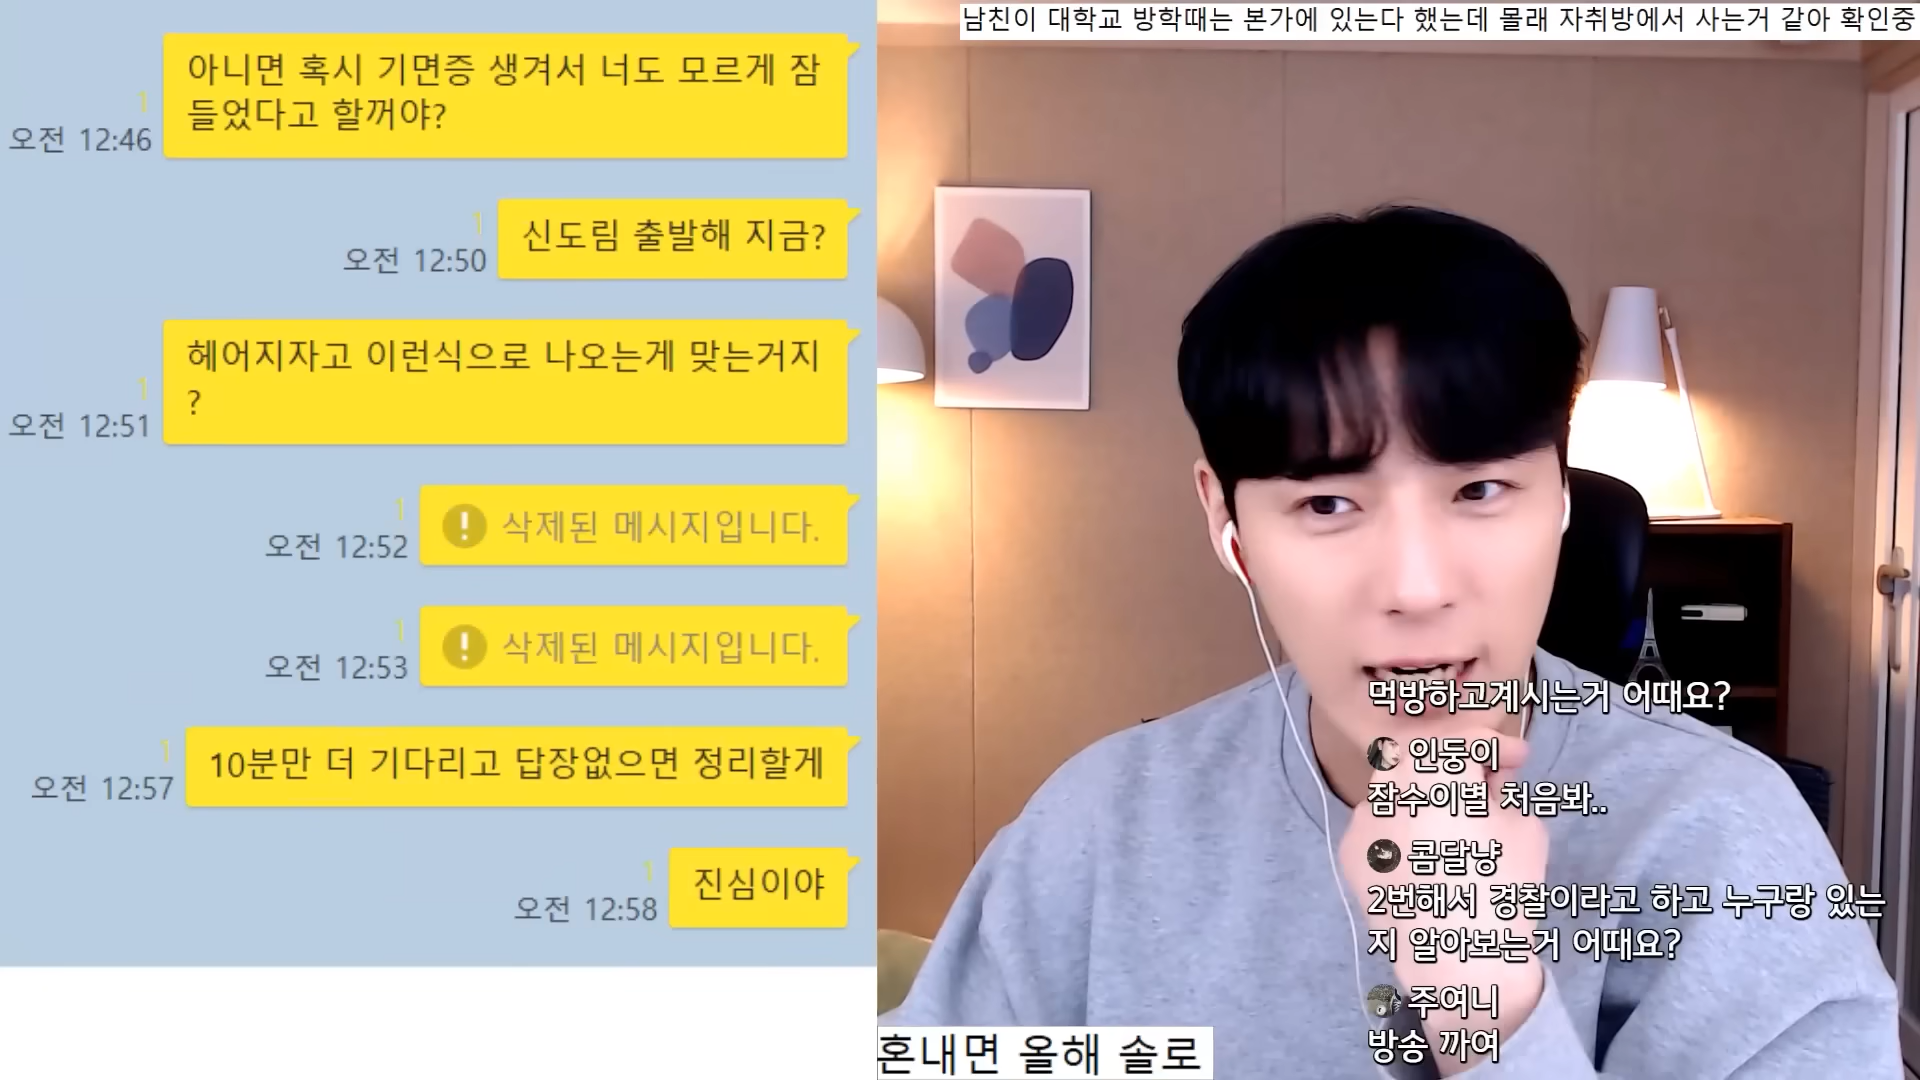 남친이 대학교 방학때는 본가에 있는다 했는데 몰래 자취방에서 사는거 같아 확인중
아니면 혹시 기면증 생겨서 너도 모르게 잠
들었다고 할꺼야?
1
오전 12:46
신도림 출발해 지금?
1
오전 12:50
헤어지자고 이런식으로 나오는게 맞는거지
?
1
오전 12:51
삭제된 메시지입니다.
1
오전 12:52
삭제된 메시지입니다.
1
오전 12:53
10분만 더 기다리고 답장없으면 정리할게
1
오전 12:57
진심이야
1
오전 12:58
먹방하고계시는거 어때요?
인둥이
잠수이별 처음봐..
콤달냥
2번해서 경찰이라고 하고 누구랑 있는
지 알아보는거 어때요?
주여니
방송 까여
혼내면 올해 솔로